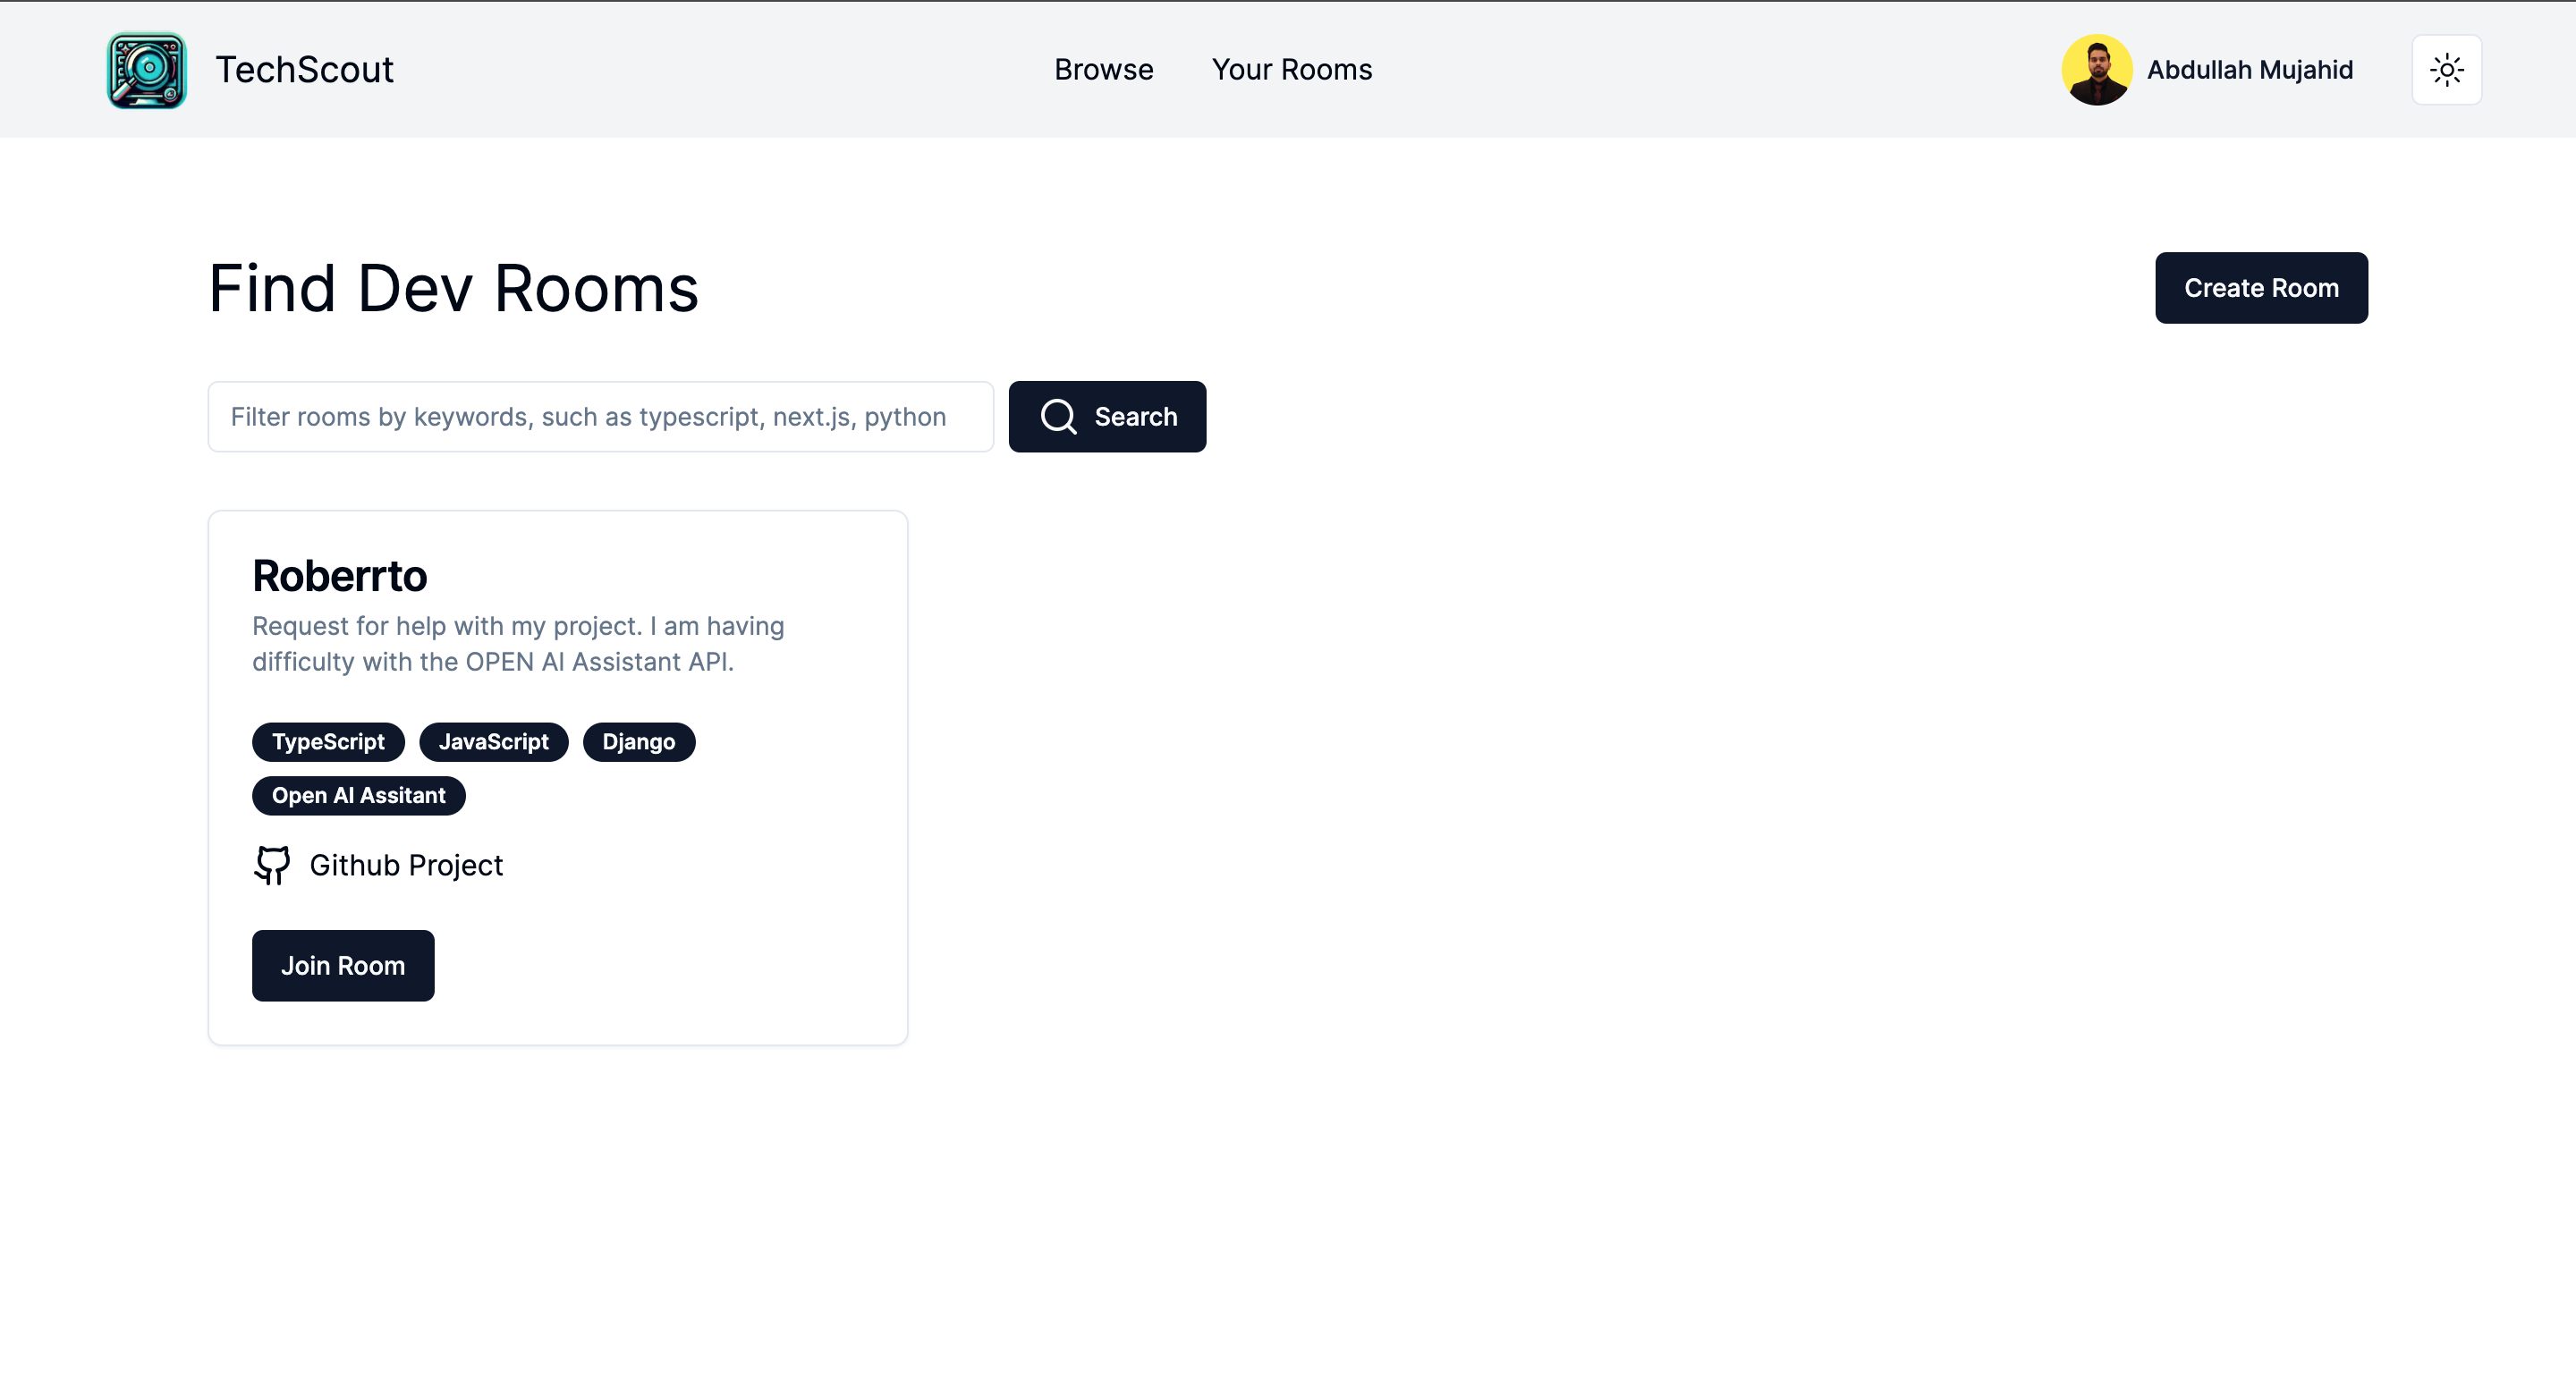 TechScout
Browse
Your Rooms
Abdullah Mujahid
Find Dev Rooms
Create Room
Filter rooms by keywords, such as typescript, next.js, python
Search
Roberrto
Request for help with my project. I am having
difficulty with the OPEN AI Assistant API.
TypeScript
JavaScript
Django
Open AI Assitant
Github Project
Join Room